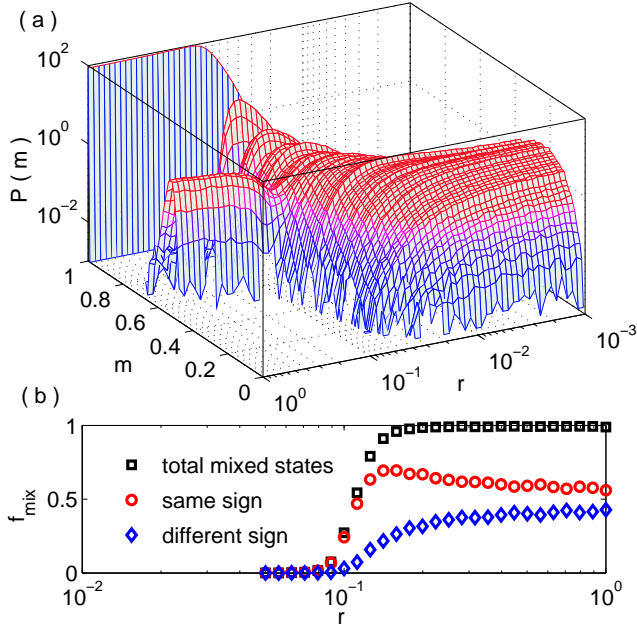 ( a )
10^2
10^0
10^-2
P ( m )
1
0.8
0.6
0.4
0.2
0
m
10^0
10^-1
10^-2
10^-3
r
( b )
1
0.5
0
f_mix
total mixed states
same sign
different sign
10^-2
10^-1
10^0
r